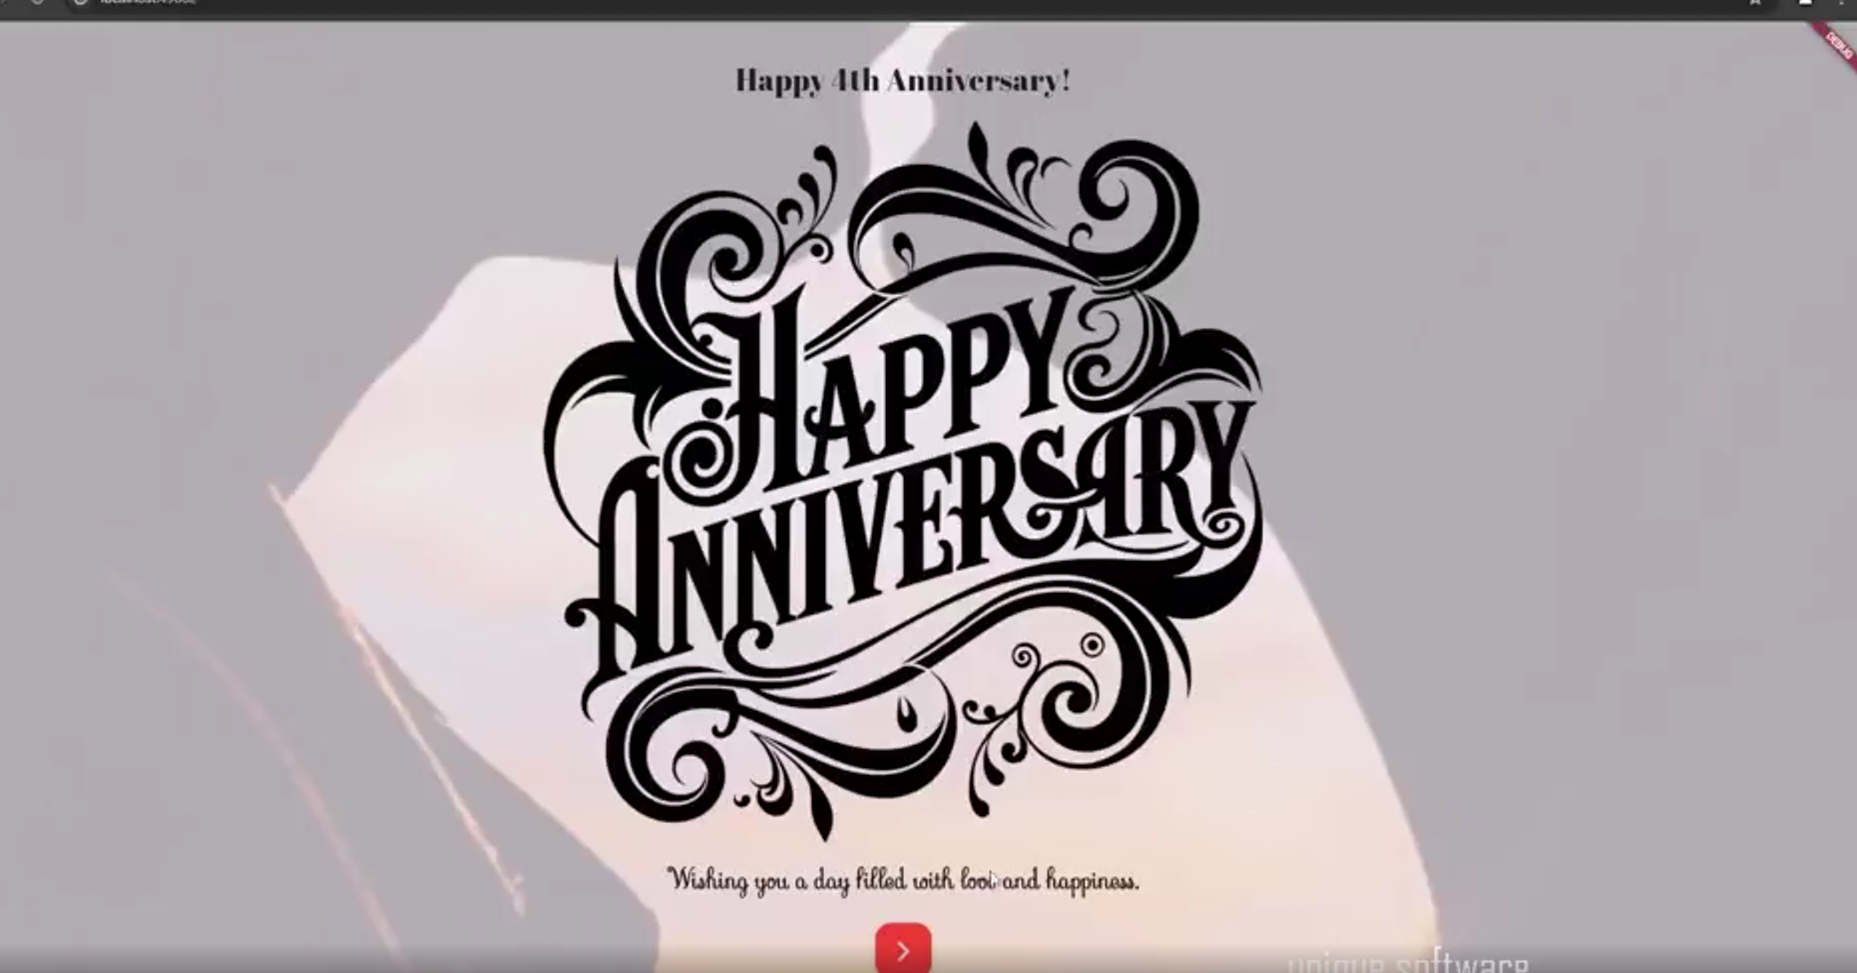 DEBUG
Happy 4th Anniversary!
HAPPY
ANNIVERSARY
Wishing you a day filled with love and happiness.
unique software